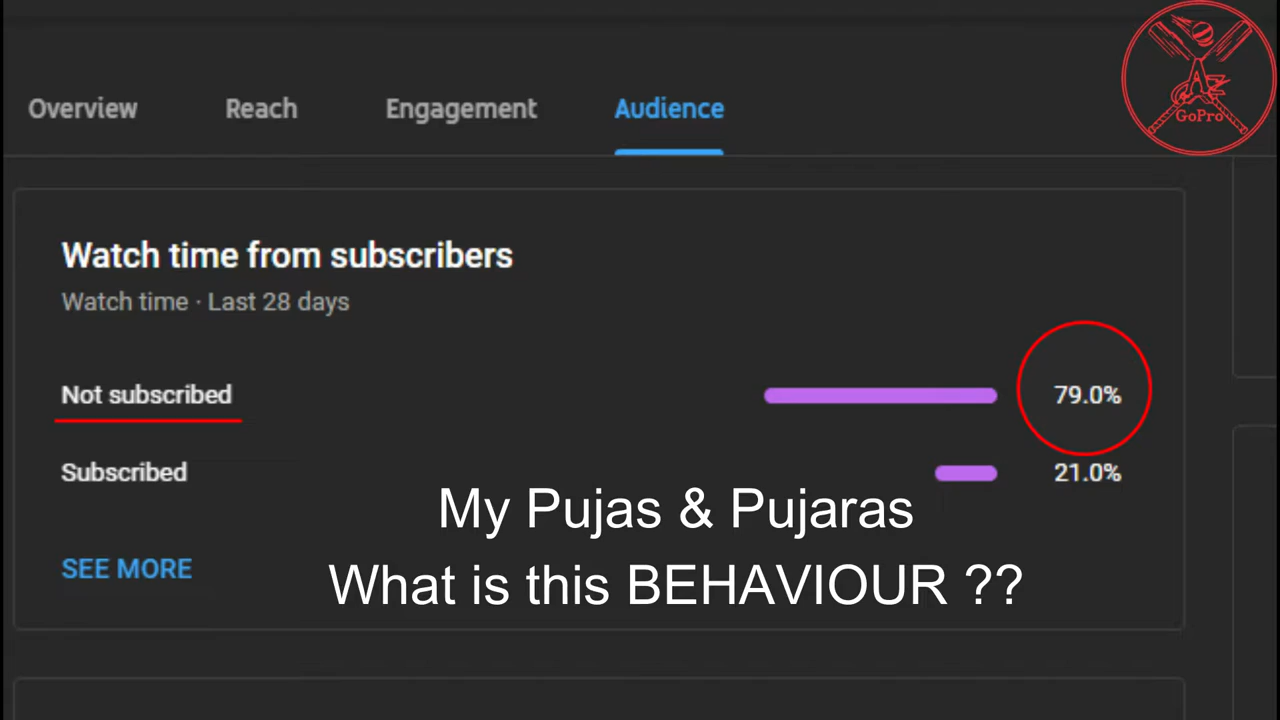 Overview Reach Engagement Audience
GoPro
Watch time from subscribers
Watch time · Last 28 days
Not subscribed 79.0%
Subscribed 21.0%
My Pujas & Pujaras
SEE MORE
What is this BEHAVIOUR ??